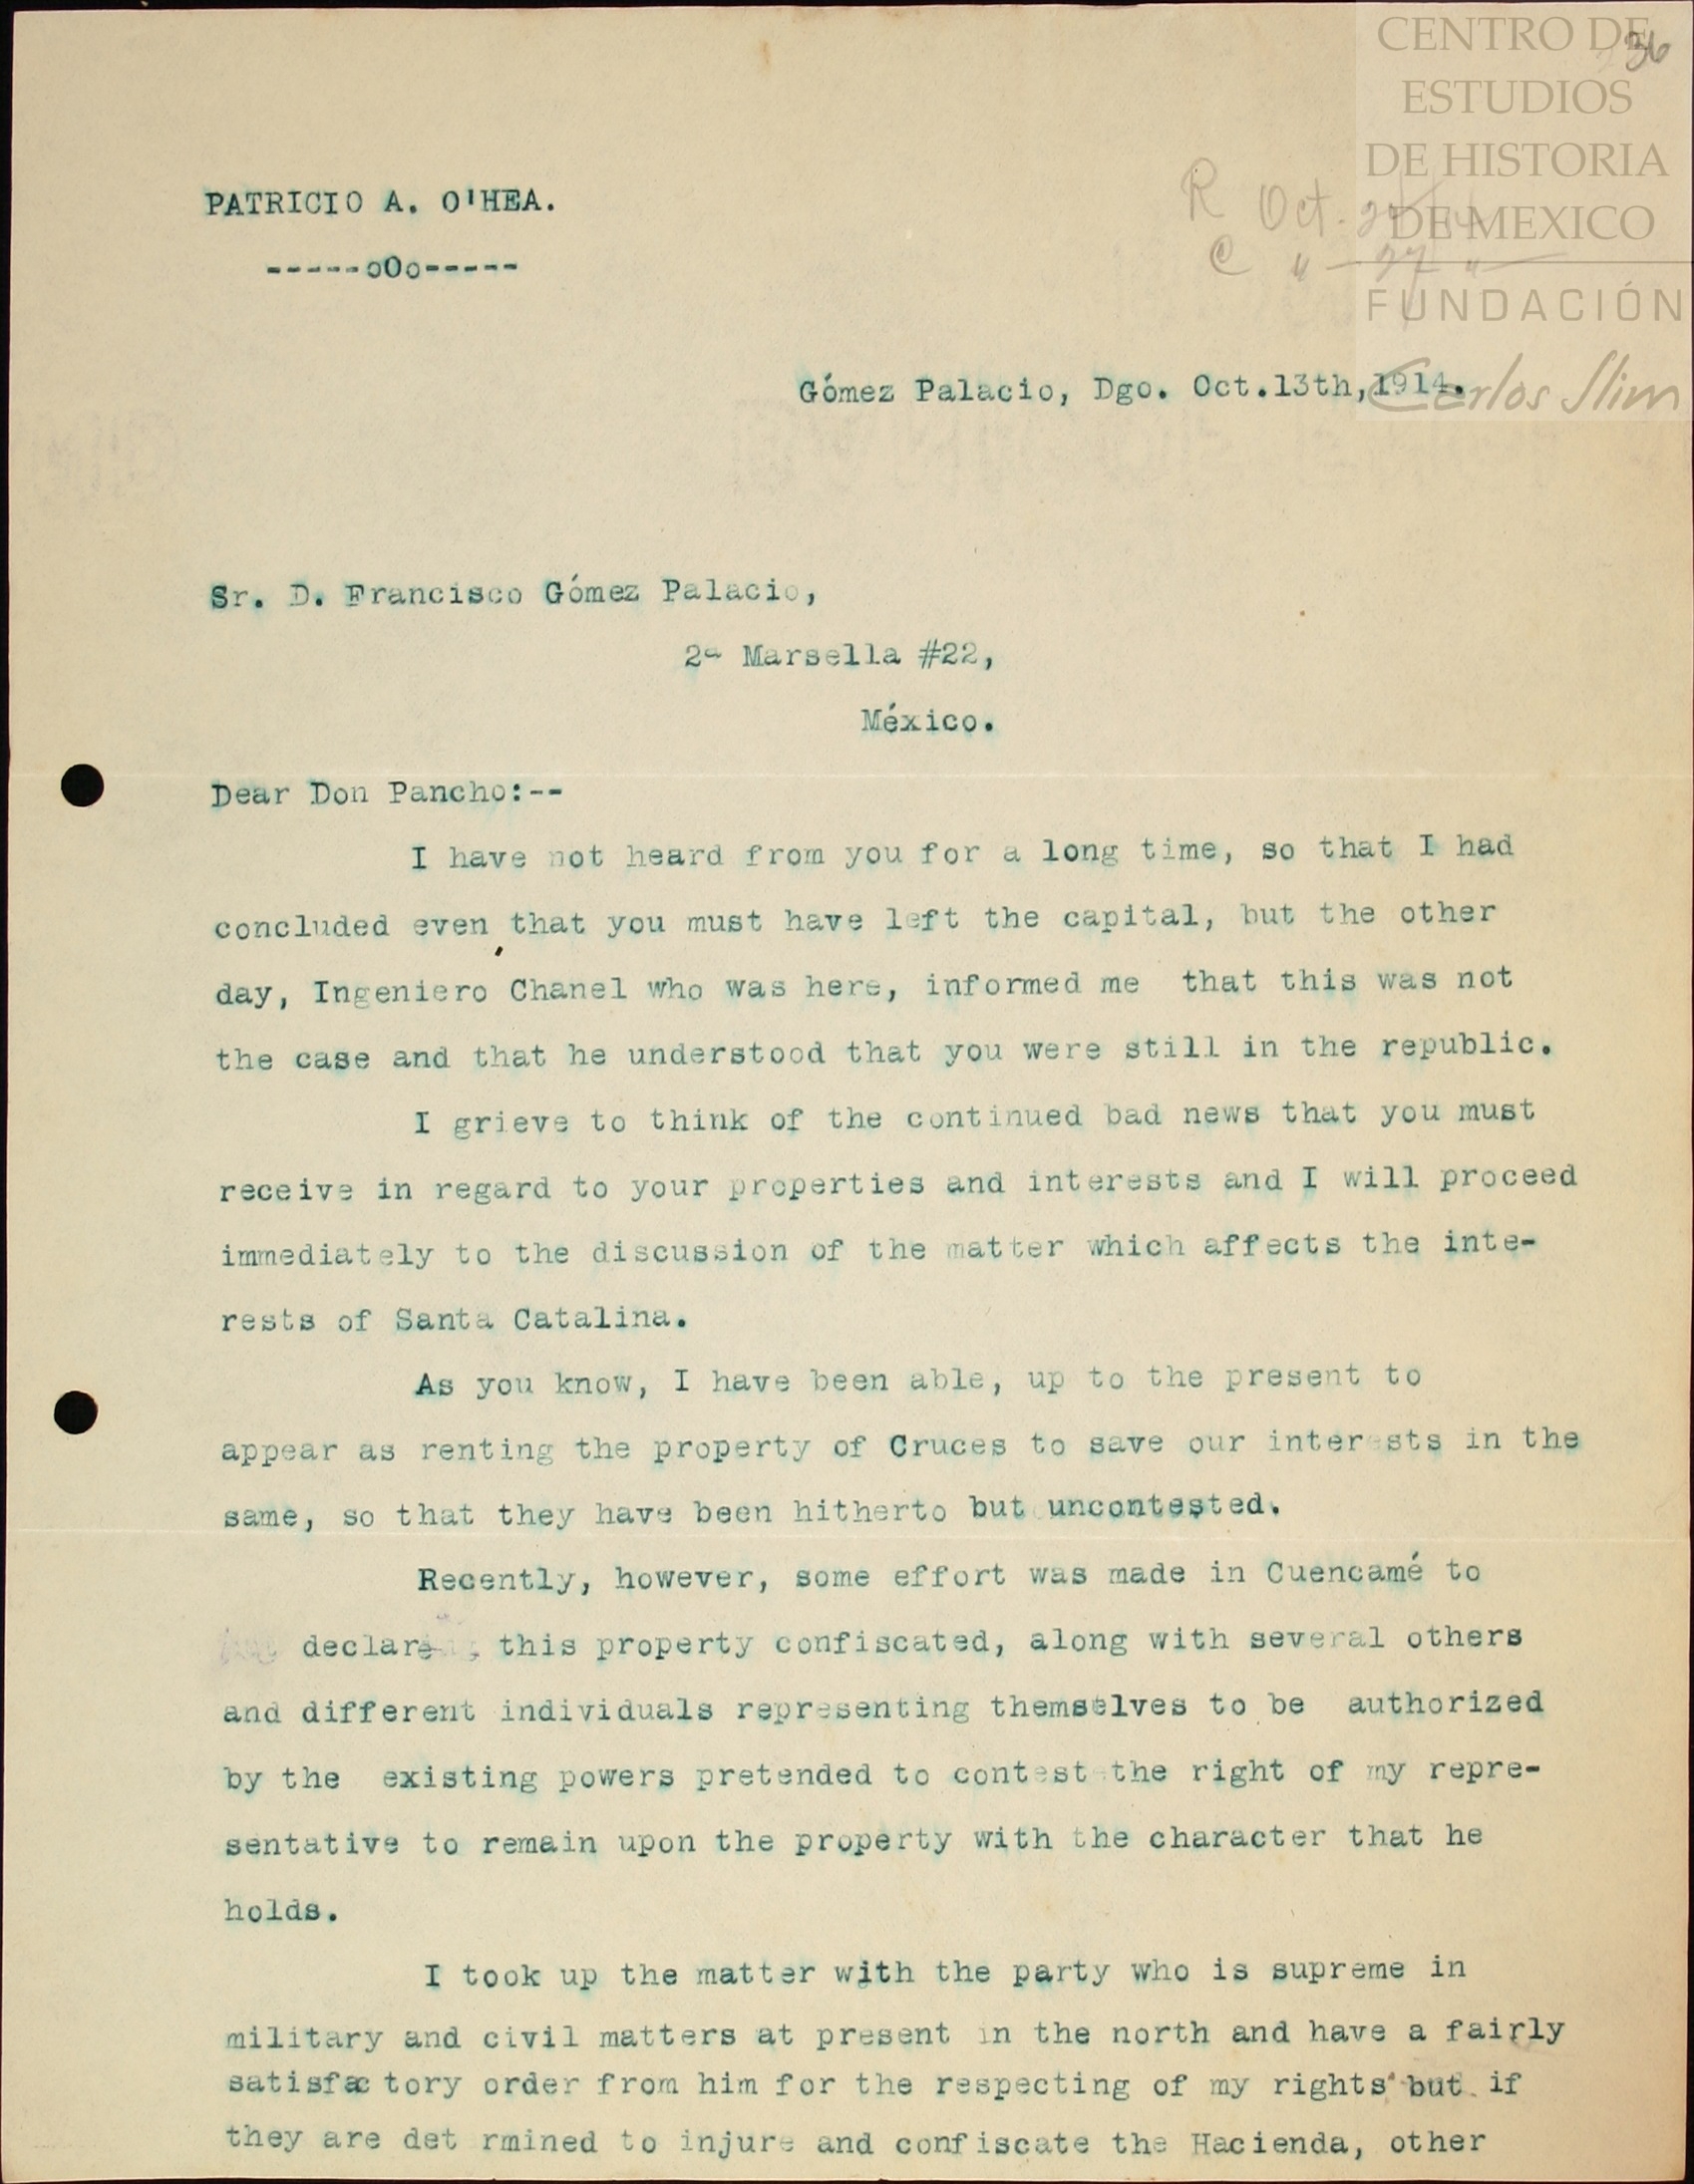 CENTRO DE
ESTUDIOS
DE HISTORIA
DE MEXICO
FUNDACIÓN
Carlos Slim
36
R Oct.
C " - 27 "
PATRICIO A. O'HEA.
-----oOo-----
Gómez Palacio, Dgo. Oct.13th,1914.
Sr. D. Francisco Gómez Palacio,
2a Marsella #22,
México.
Dear Don Pancho:--
I have not heard from you for a long time, so that I had
concluded even that you must have left the capital, but the other
day, Ingeniero Chanel who was here, informed me that this was not
the case and that he understood that you were still in the republic.
I grieve to think of the continued bad news that you must
receive in regard to your properties and interests and I will proceed
immediately to the discussion of the matter which affects the inte-
rests of Santa Catalina.
As you know, I have been able, up to the present to
appear as renting the property of Cruces to save our interests in the
same, so that they have been hitherto but uncontested.
Recently, however, some effort was made in Cuencamé to
declare this property confiscated, along with several others
and different individuals representing themselves to be authorized
by the existing powers pretended to contest the right of my repre-
sentative to remain upon the property with the character that he
holds.
I took up the matter with the party who is supreme in
military and civil matters at present in the north and have a fairly
satisfactory order from him for the respecting of my rights but if
they are det rmined to injure and confiscate the Hacienda, other